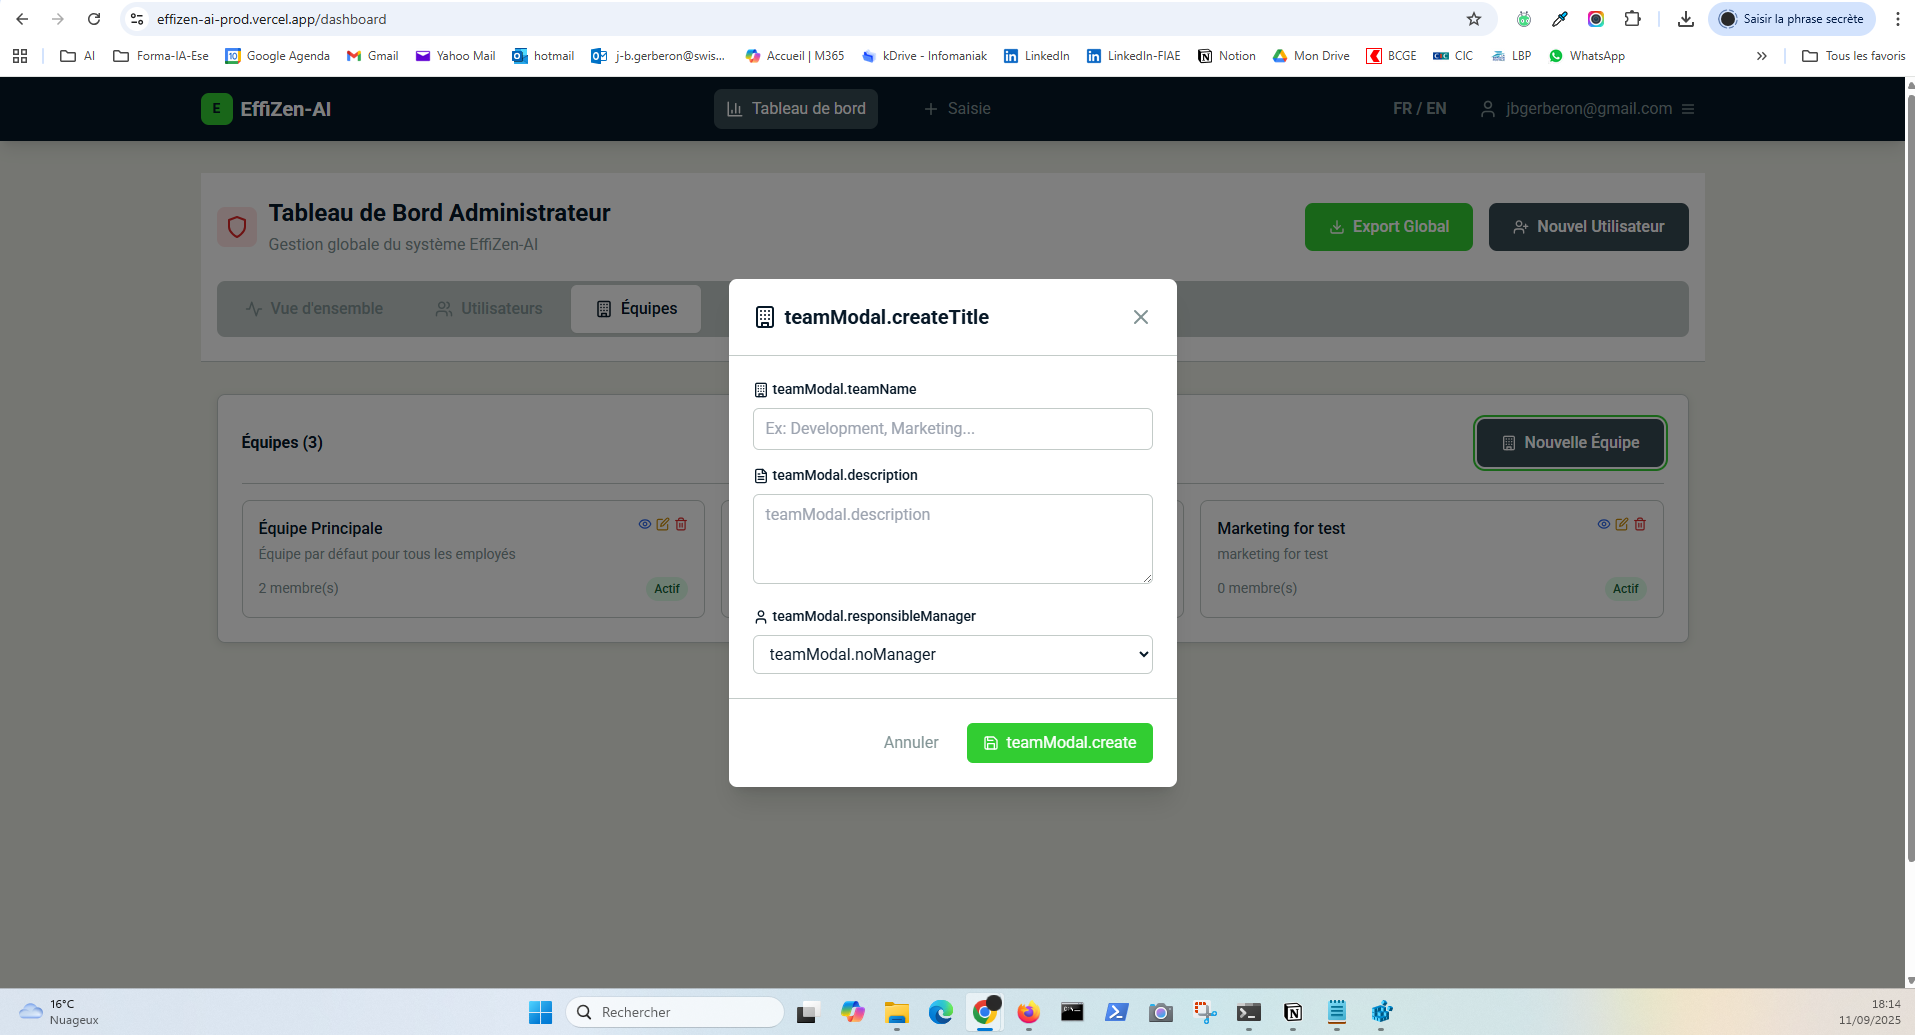 effizen-ai-prod.vercel.app/dashboard
Saisir la phrase secrète
AI
Forma-IA-Ese
10
Google Agenda
Gmail
Yahoo Mail
hotmail
j-b.gerberon@swis...
Accueil | M365
kDrive - Infomaniak
LinkedIn
LinkedIn-FIAE
Notion
Mon Drive
BCGE
CIC
LBP
WhatsApp
Tous les favoris
E
EffiZen-AI
Tableau de bord
Saisie
FR / EN
jbgerberon@gmail.com
Tableau de Bord Administrateur
Gestion globale du système EffiZen-AI
Export Global
Nouvel Utilisateur
Vue d'ensemble
Utilisateurs
Équipes
teamModal.createTitle
teamModal.teamName
Ex: Development, Marketing...
teamModal.description
teamModal.description
teamModal.responsibleManager
teamModal.noManager
Annuler
teamModal.create
Équipes (3)
Nouvelle Équipe
Équipe Principale
Équipe par défaut pour tous les employés
2 membre(s)
Actif
Marketing for test
marketing for test
0 membre(s)
Actif
16°C
Nuageux
Rechercher
18:14
11/09/2025